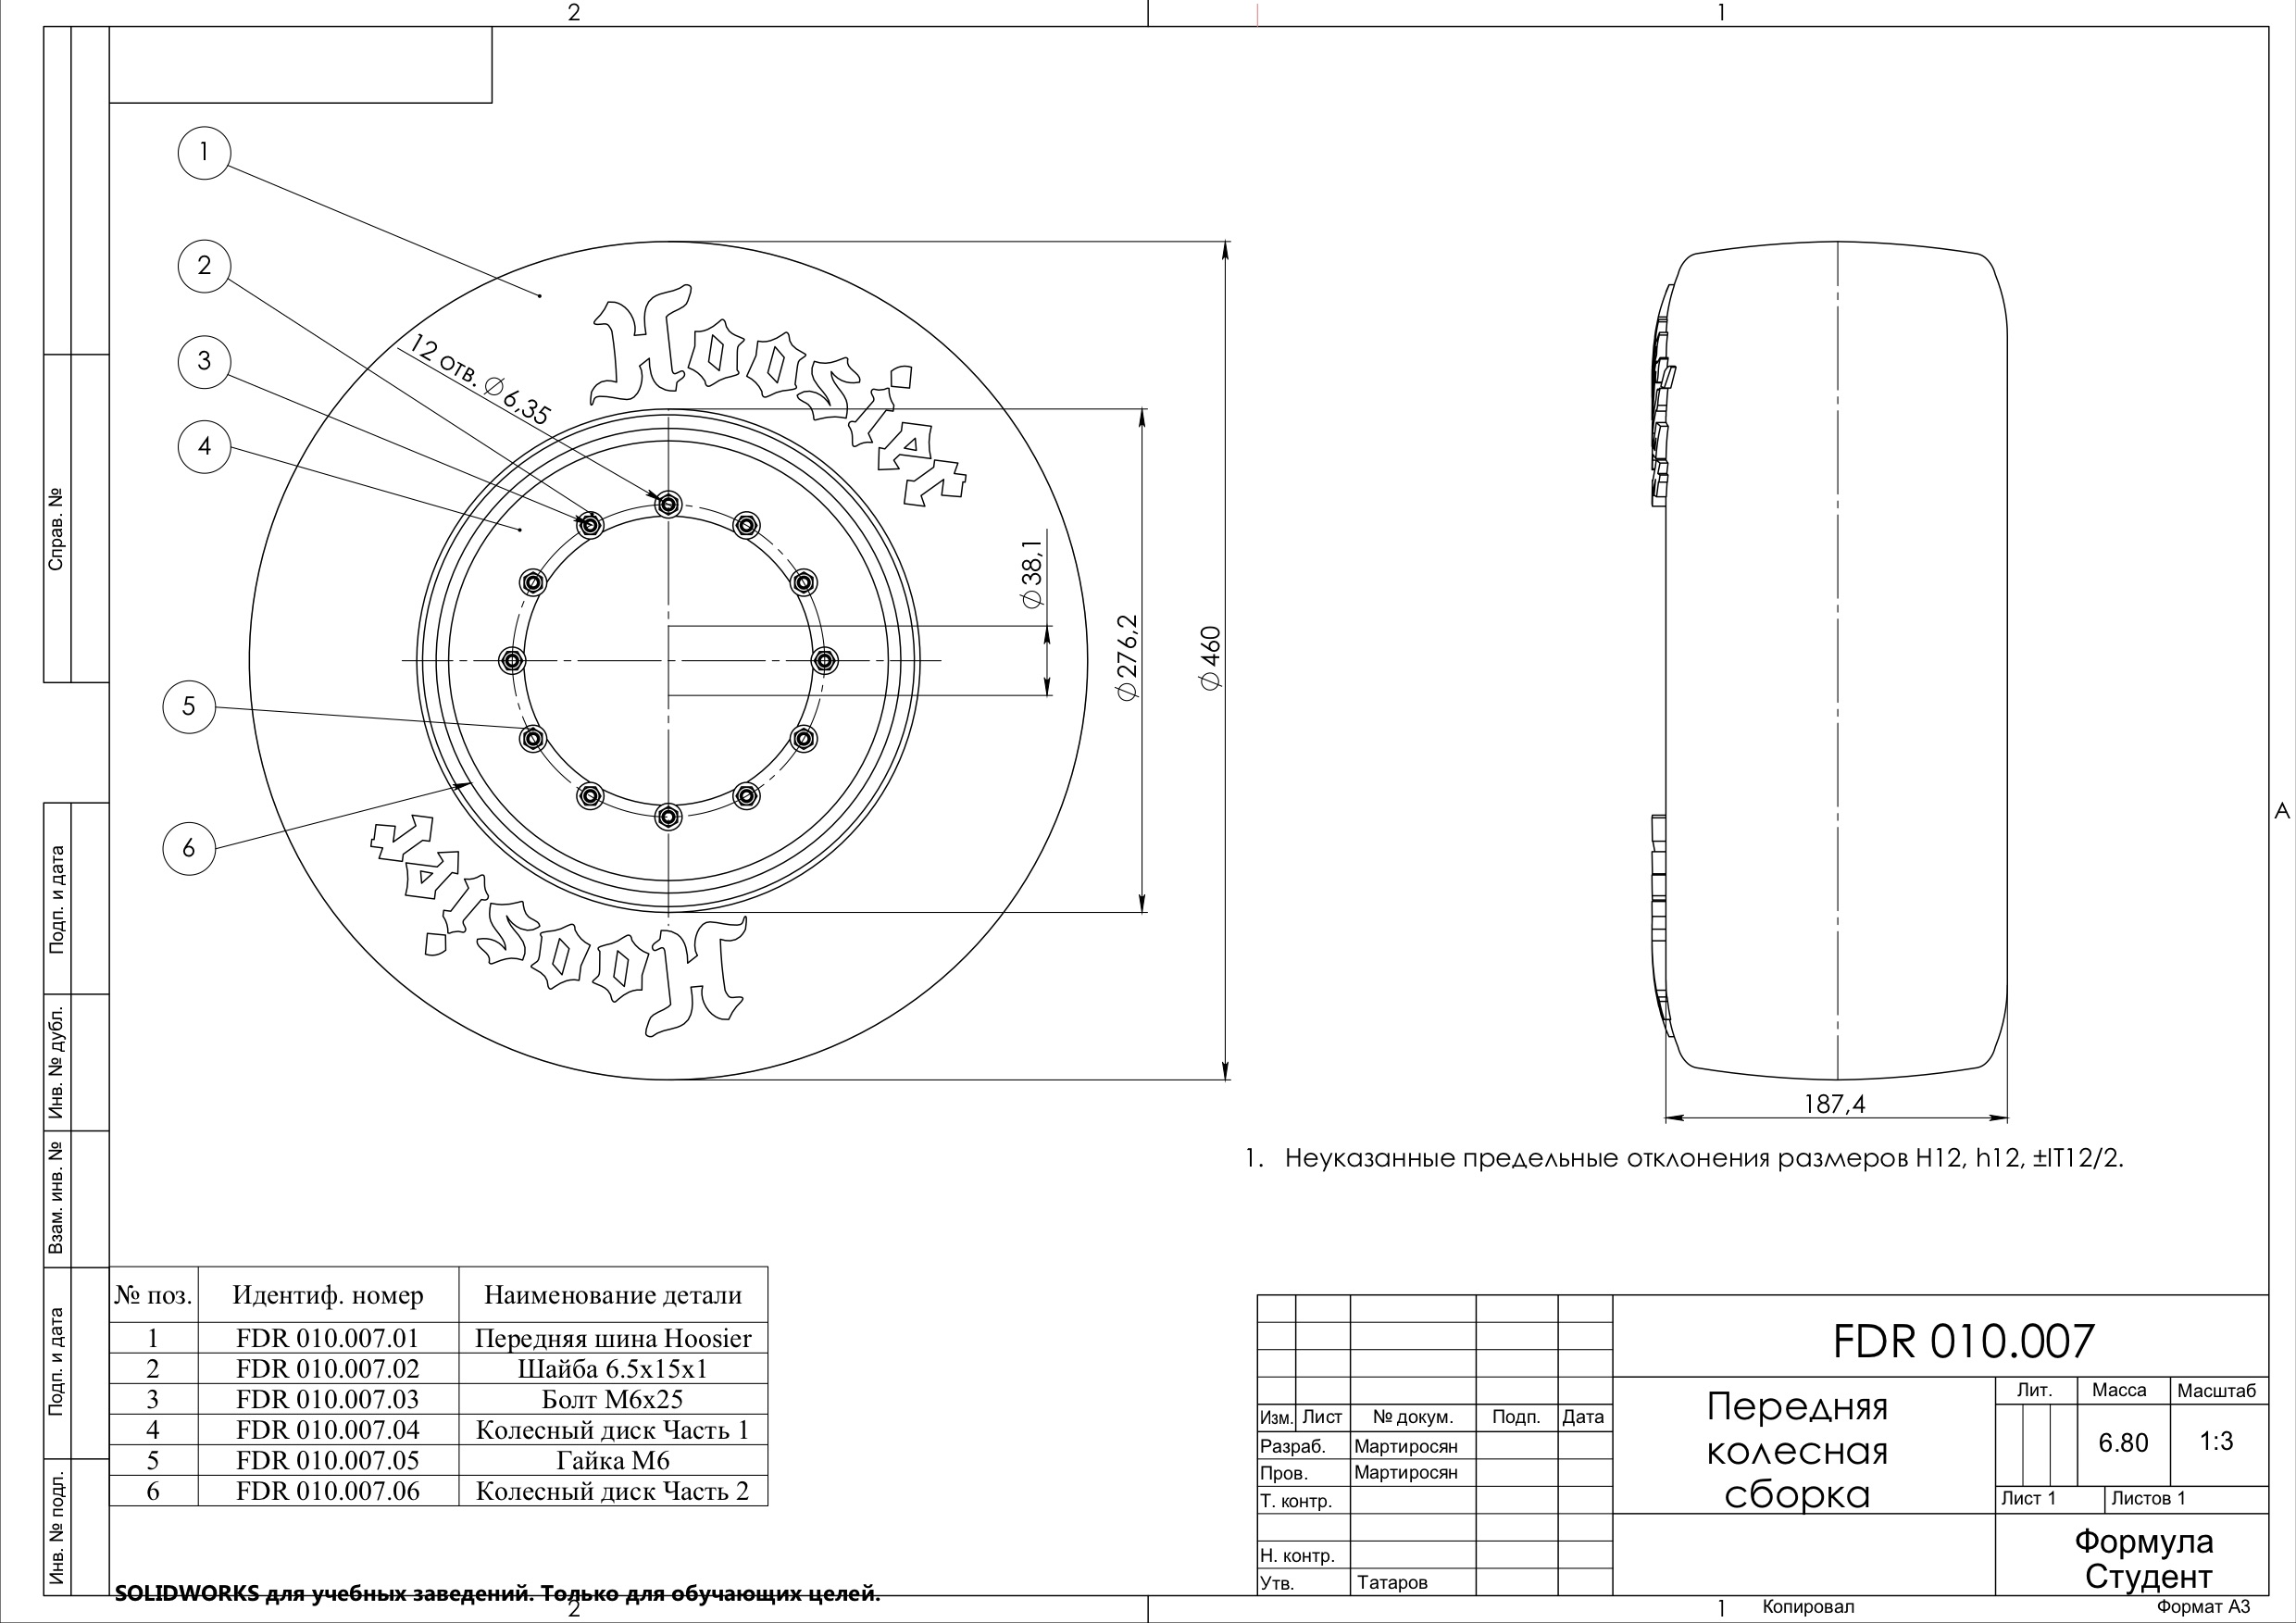 2
1
1
2
3
4
5
6
12 отв. ⌀6,35
Hoosier
Hoosier
⌀38,1
⌀276,2
⌀460
187,4
A
1. Неуказанные предельные отклонения размеров H12, h12, ±IT12/2.
Справ. №
Подп. и дата
Инв. № дубл.
Взам. инв. №
Подп. и дата
Инв. № подл.
№ поз. Идентиф. номер Наименование детали
1 FDR 010.007.01 Передняя шина Hoosier
2 FDR 010.007.02 Шайба 6.5x15x1
3 FDR 010.007.03 Болт М6x25
4 FDR 010.007.04 Колесный диск Часть 1
5 FDR 010.007.05 Гайка М6
6 FDR 010.007.06 Колесный диск Часть 2
FDR 010.007
Передняя
колесная
сборка
Лит. Масса Масштаб
6.80 1:3
Лист 1 Листов 1
Изм. Лист № докум. Подп. Дата
Разраб. Мартиросян
Пров. Мартиросян
Т. контр.
Н. контр.
Утв. Татаров
Формула
Студент
SOLIDWORKS для учебных заведений. Только для обучающих целей.
2
1
Копировал
Формат А3